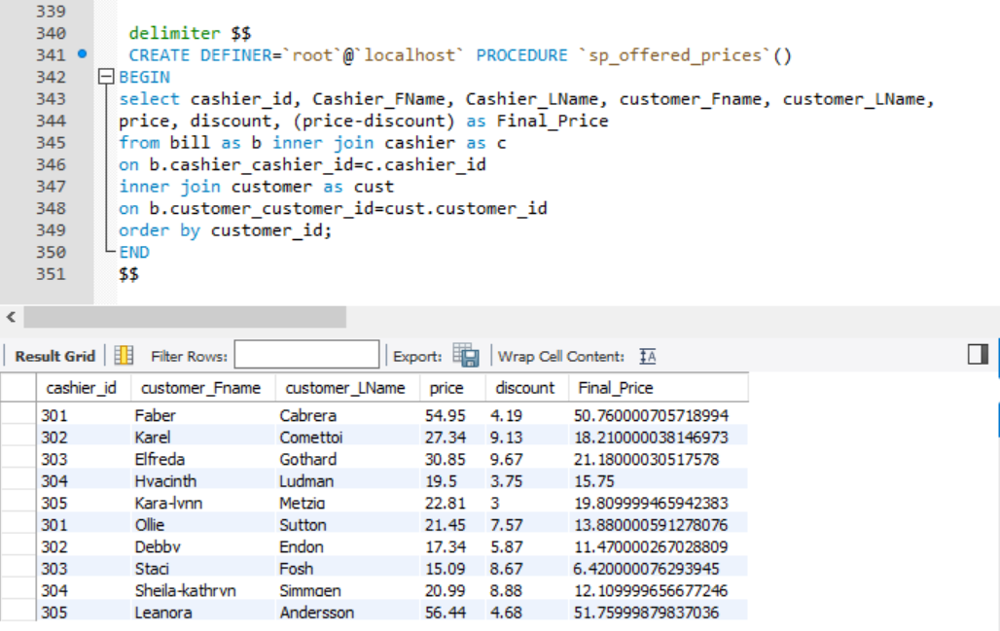 339
340 delimiter $$
341 CREATE DEFINER=`root`@`localhost` PROCEDURE `sp_offered_prices`()
342 BEGIN
343 select cashier_id, Cashier_FName, Cashier_LName, customer_Fname, customer_LName,
344 price, discount, (price-discount) as Final_Price
345 from bill as b inner join cashier as c
346 on b.cashier_cashier_id=c.cashier_id
347 inner join customer as cust
348 on b.customer_customer_id=cust.customer_id
349 order by customer_id;
350 END
351 $$
Result Grid Filter Rows: Export: Wrap Cell Content: IA
cashier_id customer_Fname customer_LName price discount Final_Price
301 Faber Cabrera 54.95 4.19 50.760000705718994
302 Karel Comettoi 27.34 9.13 18.210000038146973
303 Elfreda Gothard 30.85 9.67 21.18000030517578
304 Hyacinth Ludman 19.5 3.75 15.75
305 Kara-lynn Metzig 22.81 3 19.809999465942383
301 Ollie Sutton 21.45 7.57 13.880000591278076
302 Debby Endon 17.34 5.87 11.470000267028809
303 Staci Fosh 15.09 8.67 6.420000076293945
304 Sheila-kathryn Simmgen 20.99 8.88 12.109999656677246
305 Leanora Andersson 56.44 4.68 51.75999879837036